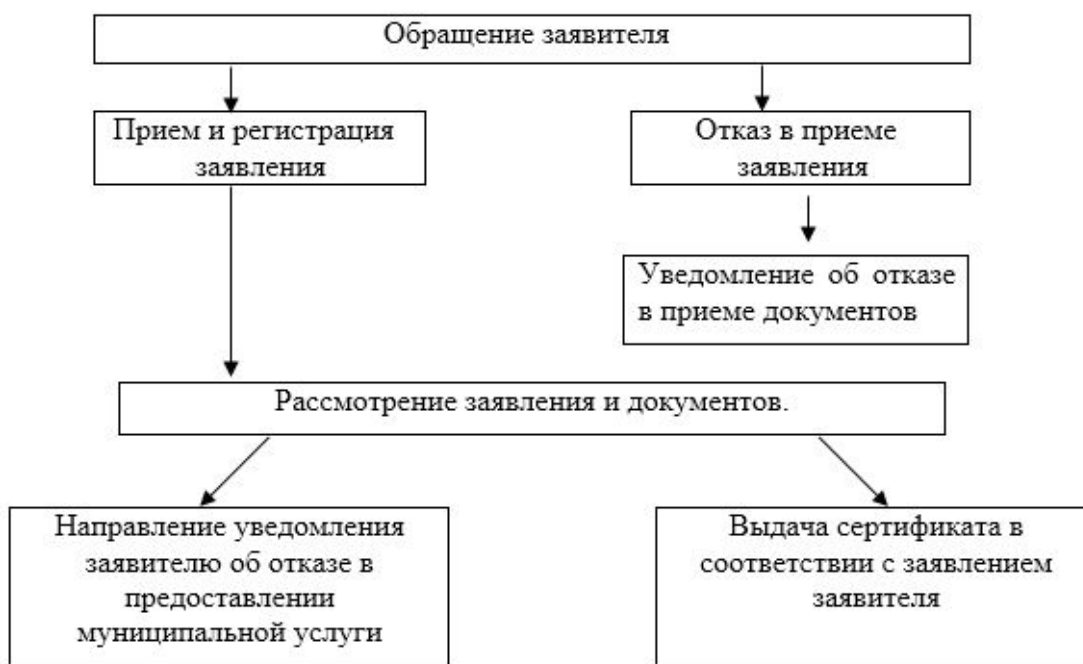 Обращение заявителя
Прием и регистрация
заявления
Отказ в приеме
заявления
Уведомление об отказе
в приеме документов
Рассмотрение заявления и документов.
Направление уведомления
заявителю об отказе в
предоставлении
муниципальной услуги
Выдача сертификата в
соответствии с заявлением
заявителя